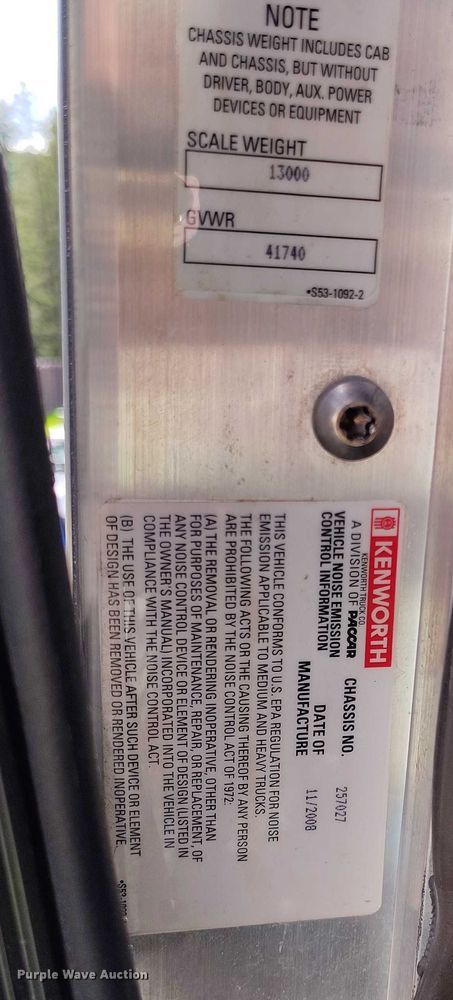 NOTE
CHASSIS WEIGHT INCLUDES CAB
AND CHASSIS, BUT WITHOUT
DRIVER, BODY, AUX. POWER
DEVICES OR EQUIPMENT
SCALE WEIGHT
13000
GVWR
41740
•S53-1092-2
KENWORTH
KENWORTH TRUCK CO.
A DIVISION OF PACCAR
VEHICLE NOISE EMISSION
CONTROL INFORMATION
CHASSIS NO. 257027
DATE OF
MANUFACTURE 11/2008
THIS VEHICLE CONFORMS TO U.S. EPA REGULATION FOR NOISE
EMISSION APPLICABLE TO MEDIUM AND HEAVY TRUCKS.
THE FOLLOWING ACTS OR THE CAUSING THEREOF BY ANY PERSON
ARE PROHIBITED BY THE NOISE CONTROL ACT OF 1972:
(A) THE REMOVAL OR RENDERING INOPERATIVE, OTHER THAN
FOR PURPOSES OF MAINTENANCE, REPAIR, OR REPLACEMENT, OF
ANY NOISE CONTROL DEVICE OR ELEMENT OF DESIGN (LISTED IN
THE OWNER'S MANUAL) INCORPORATED INTO THE VEHICLE IN
COMPLIANCE WITH THE NOISE CONTROL ACT.
(B) THE USE OF THIS VEHICLE AFTER SUCH DEVICE OR ELEMENT
OF DESIGN HAS BEEN REMOVED OR RENDERED INOPERATIVE.
Purple Wave Auction